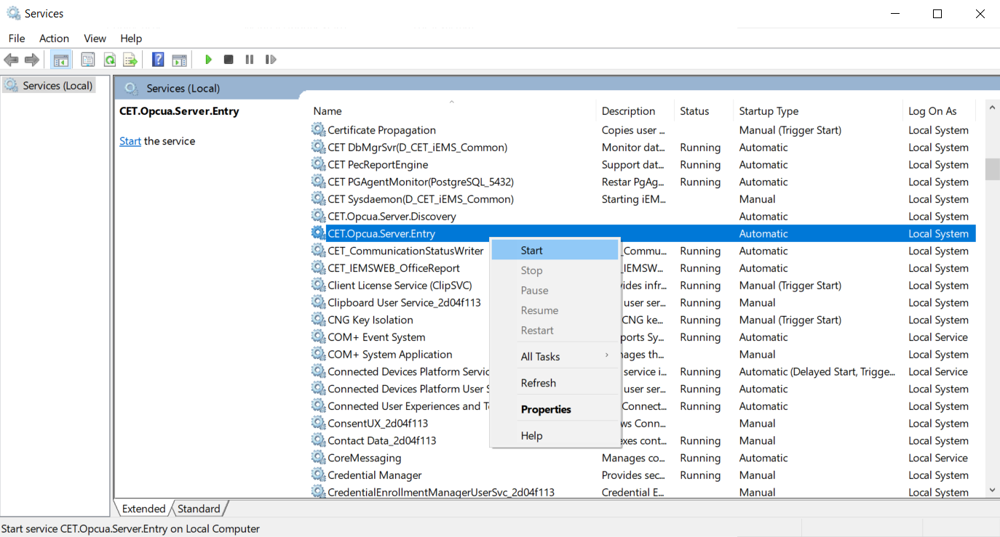 Services
File Action View Help
Services (Local)
Services (Local)
CET.Opcua.Server.Entry
Start the service
Name Description Status Startup Type Log On As
Certificate Propagation Copies user ... Manual (Trigger Start) Local System
CET DbMgrSvr(D_CET_iEMS_Common) Monitor dat... Running Automatic Local System
CET PecReportEngine Support dat... Running Automatic Local System
CET PGAgentMonitor(PostgreSQL_5432) Restar PgAg... Running Automatic Local System
CET Sysdaemon(D_CET_iEMS_Common) Starting iEM... Manual Local System
CET.Opcua.Server.Discovery Automatic Local System
CET.Opcua.Server.Entry Automatic Local System
CET_CommunicationStatusWriter _Commu... Running Automatic Local System
CET_IEMSWEB_OfficeReport _IEMSW... Running Automatic Local System
Client License Service (ClipSVC) ides infr... Running Manual (Trigger Start) Local System
Clipboard User Service_2d04f113 user ser... Running Manual Local System
CNG Key Isolation CNG ke... Running Manual (Trigger Start) Local System
COM+ Event System ports Sy... Running Automatic Local Service
COM+ System Application ages th... Manual Local System
Connected Devices Platform Servic service i... Running Automatic (Delayed Start, Trigge... Local Service
Connected Devices Platform User S user ser... Running Automatic Local System
Connected User Experiences and Te Connect... Running Automatic Local System
ConsentUX_2d04f113 ws Conn... Manual Local System
Contact Data_2d04f113 exes cont... Running Manual Local System
CoreMessaging Manages co... Running Automatic Local Service
Credential Manager Provides sec... Running Manual Local System
CredentialEnrollmentManagerUserSvc_2d04f113 Credential E... Manual Local System
Start
Stop
Pause
Resume
Restart
All Tasks
Refresh
Properties
Help
Extended Standard
Start service CET.Opcua.Server.Entry on Local Computer